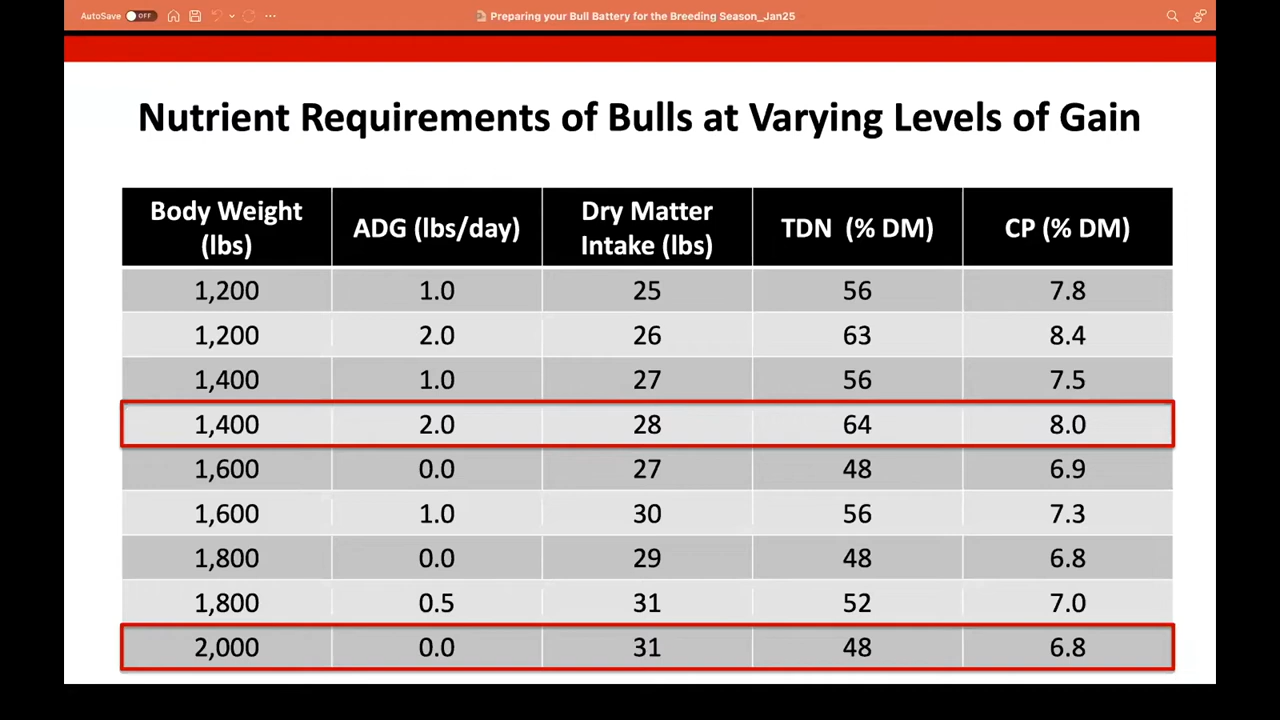 AutoSave OFF ... Preparing your Bull Battery for the Breeding Season_Jan25
Nutrient Requirements of Bulls at Varying Levels of Gain
Body Weight (lbs) ADG (lbs/day) Dry Matter Intake (lbs) TDN (% DM) CP (% DM)
1,200 1.0 25 56 7.8
1,200 2.0 26 63 8.4
1,400 1.0 27 56 7.5
1,400 2.0 28 64 8.0
1,600 0.0 27 48 6.9
1,600 1.0 30 56 7.3
1,800 0.0 29 48 6.8
1,800 0.5 31 52 7.0
2,000 0.0 31 48 6.8